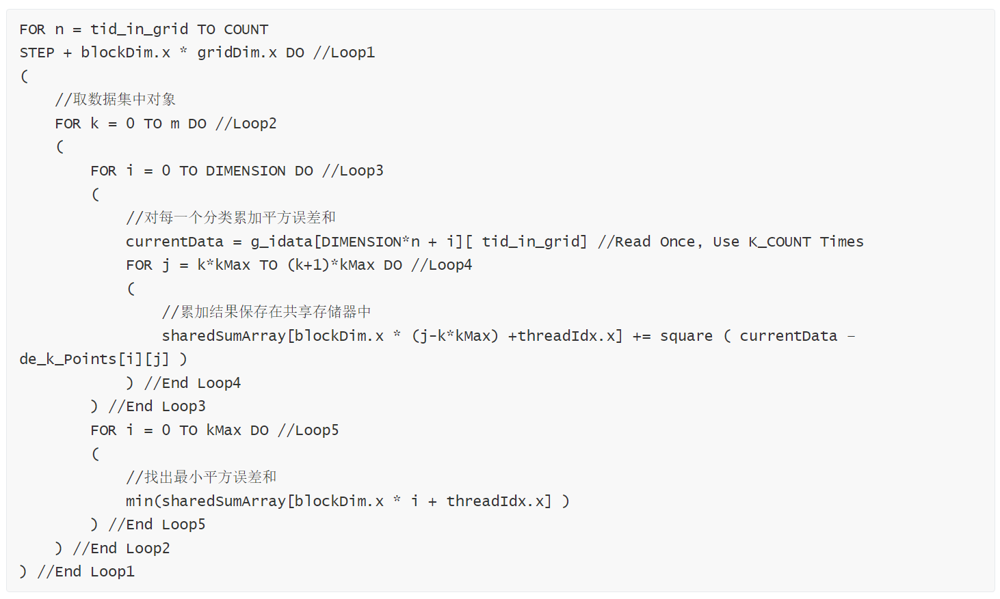 FOR n = tid_in_grid TO COUNT
STEP + blockDim.x * gridDim.x DO //Loop1
(
    //取数据集中对象
    FOR k = 0 TO m DO //Loop2
    (
        FOR i = 0 TO DIMENSION DO //Loop3
        (
            //对每一个分类累加平方误差和
            currentData = g_idata[DIMENSION*n + i][ tid_in_grid] //Read Once, Use K_COUNT Times
            FOR j = k*kMax TO (k+1)*kMax DO //Loop4
            (
                //累加结果保存在共享存储器中
                sharedSumArray[blockDim.x * (j-k*kMax) +threadIdx.x] += square ( currentData –
de_k_Points[i][j] )
            ) //End Loop4
        ) //End Loop3
        FOR i = 0 TO kMax DO //Loop5
        (
            //找出最小平方误差和
            min(sharedSumArray[blockDim.x * i + threadIdx.x] )
        ) //End Loop5
    ) //End Loop2
) //End Loop1